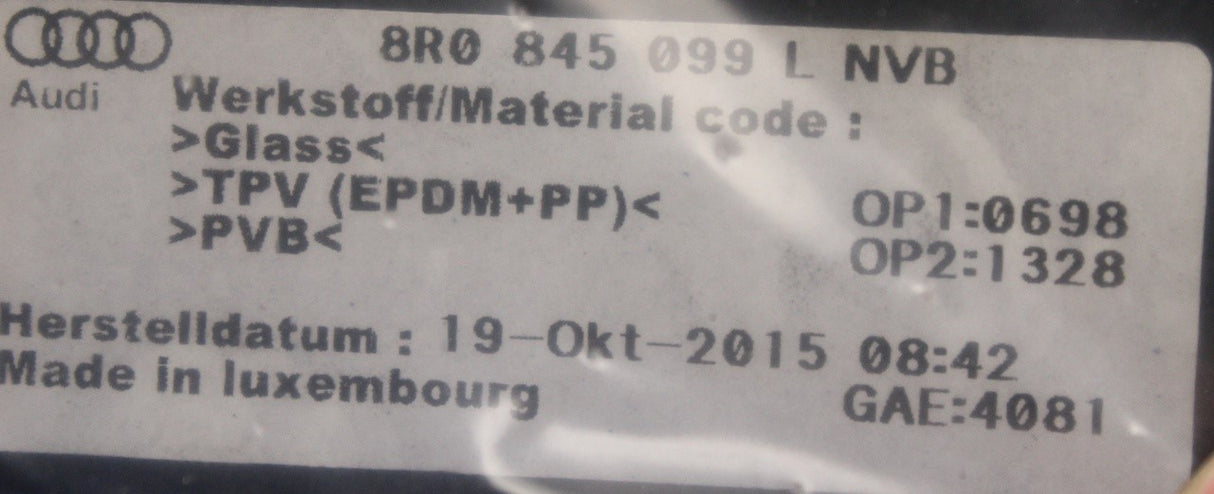 8R0 845 099 L NVB
Audi
Werkstoff/Material code :
>Glass<
>TPV (EPDM+PP)<
>PVB<
OP1:0698
OP2:1328
Herstelldatum : 19-Okt-2015 08:42
Made in luxembourg
GAE:4081